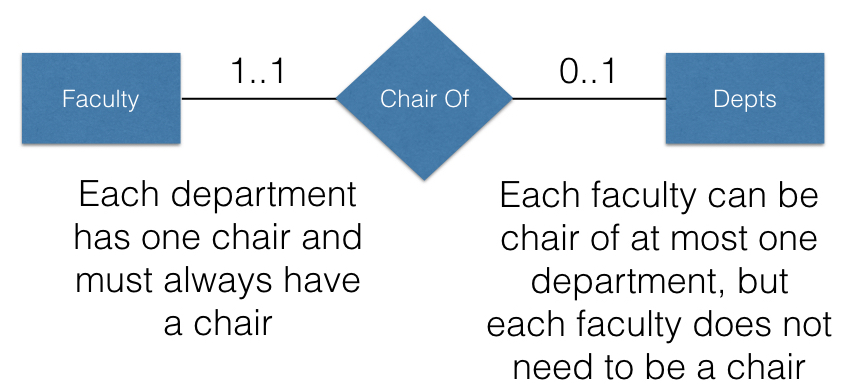 1..1
0..1
Faculty
Chair Of
Depts
Each department
has one chair and
must always have
a chair
Each faculty can be
chair of at most one
department, but
each faculty does not
need to be a chair